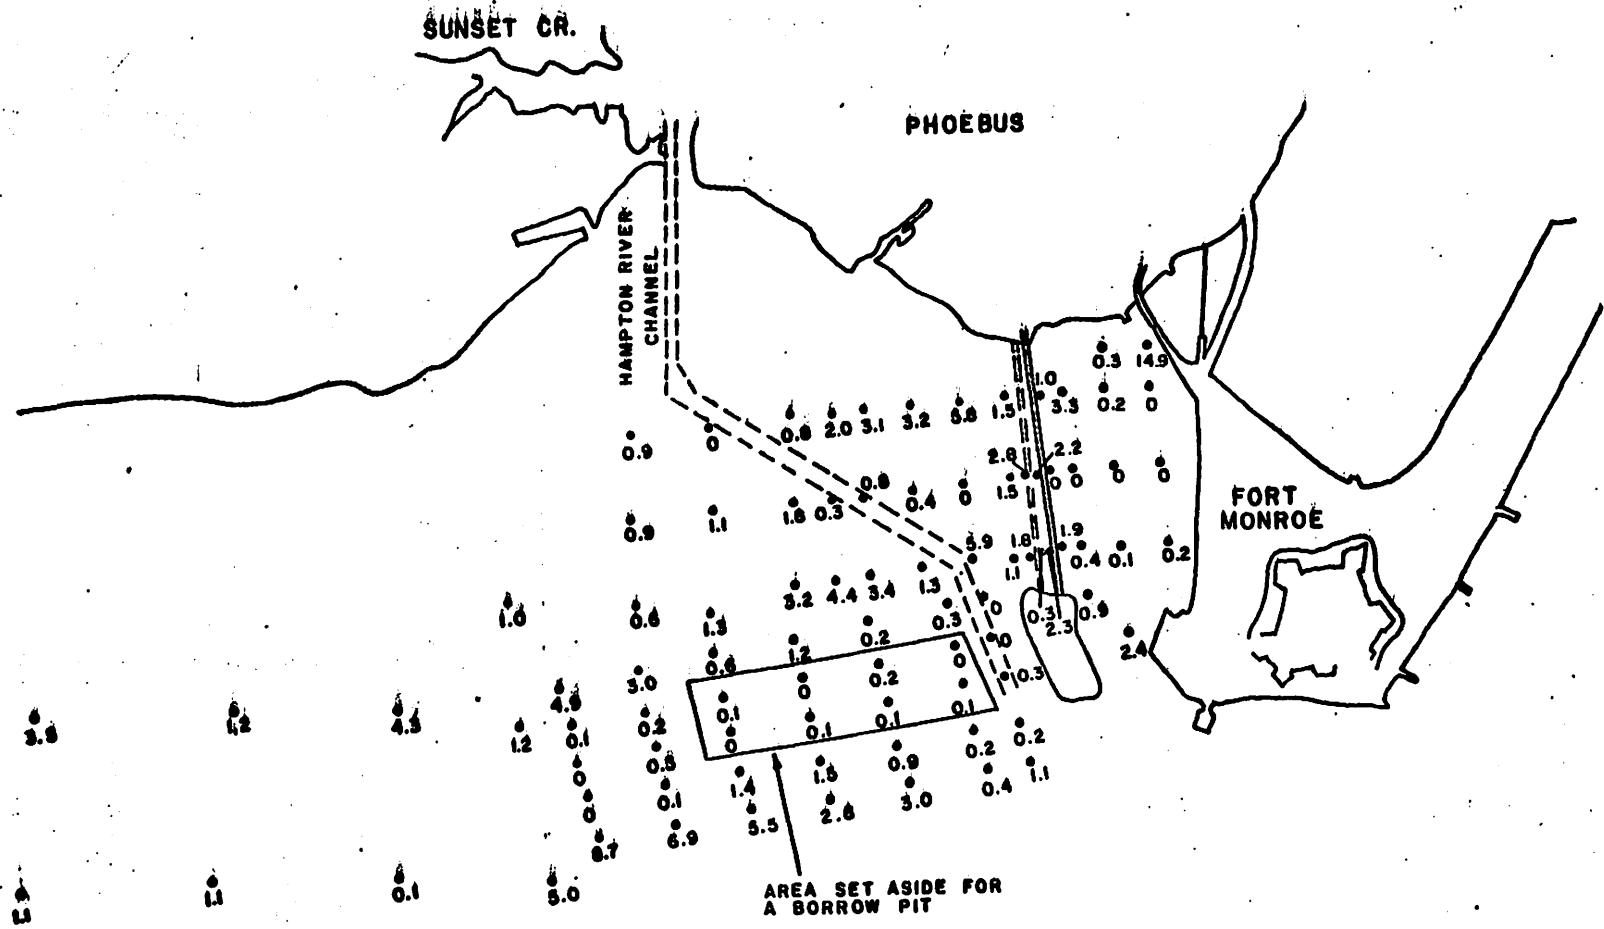 SUNSET CR.
PHOEBUS
HAMPTON RIVER
CHANNEL
0.3 14.9
1.0
0.8 2.0 3.1 3.2 5.8 1.5 3.3 0.2 0
0.9 0
2.8 2.2
0.8
1.5 0 0 0 0
0.4 0
1.8 0.3
0.9 1.1
FORT
MONROE
5.9 1.8 1.9
1.1 0.4 0.1 0.2
3.2 4.4 3.4 1.3
1.0 0.6 1.3 0.3 0 0.3 0.9
2.3
0.2 0 2.4
0.6 1.2
3.0 0 0.2 0 0.3
4.9
3.8 1.2 4.3 1.2 0.1 0.2 0.1 0.1 0.1 0.1
0 0.2 0.2
0 0.5 1.4 1.5 0.9 0.4 1.1
0 0.1 5.5 2.6 3.0
8.7 6.9
1.1 1.1 0.1 5.0
AREA SET ASIDE FOR
A BORROW PIT